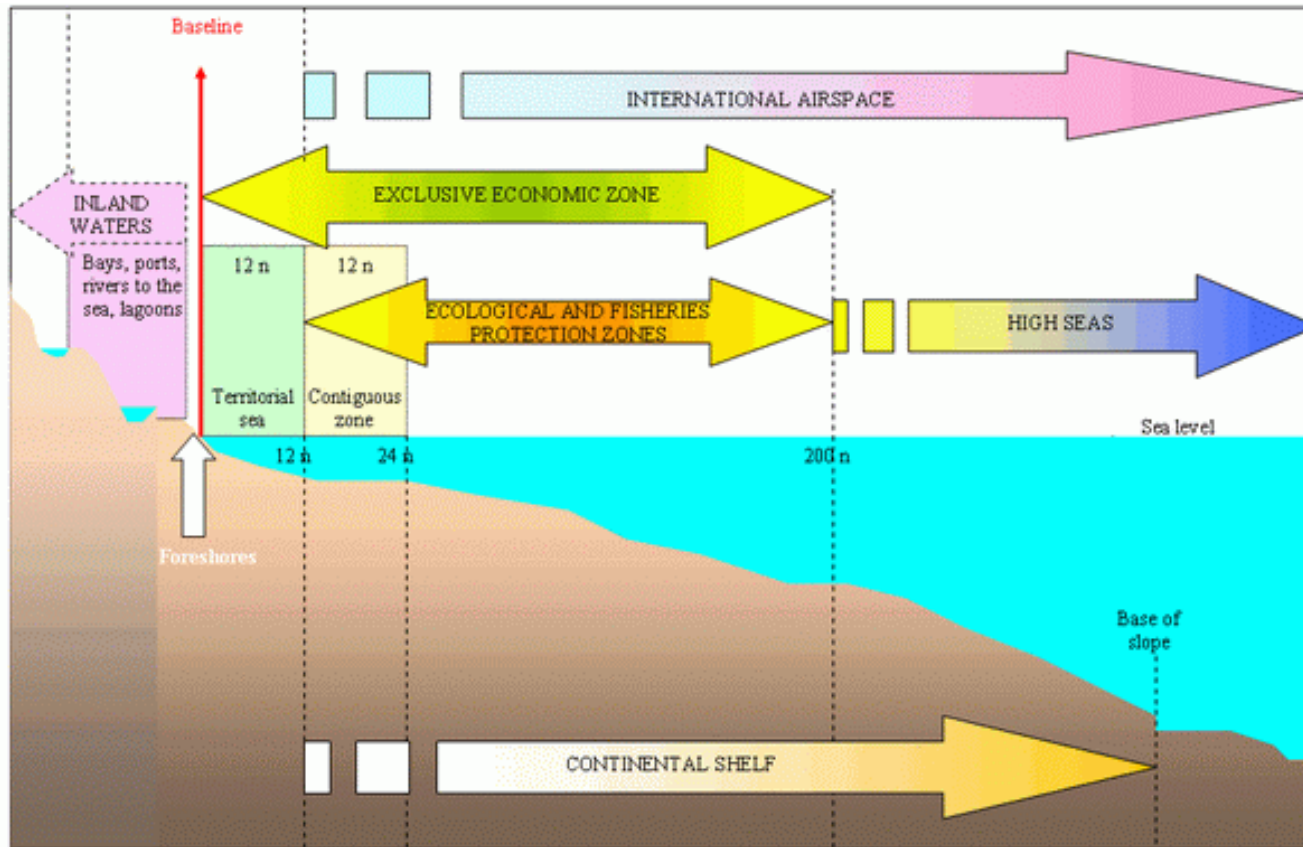 Baseline
INTERNATIONAL AIRSPACE
EXCLUSIVE ECONOMIC ZONE
INLAND
WATERS
Bays, ports,
rivers to the
sea, lagoons
12 n
12 n
ECOLOGICAL AND FISHERIES
PROTECTION ZONES
HIGH SEAS
Territorial
sea
Contiguous
zone
Sea level
12 n
24 n
200 n
Foreshores
Base of
slope
CONTINENTAL SHELF